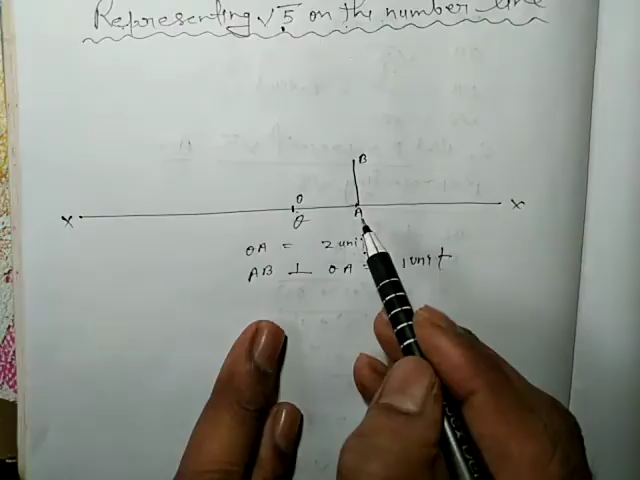 Representing √5 on the number line
B
0
X X
O A
OA = 2 unit
AB ⊥ OA = 1 unit